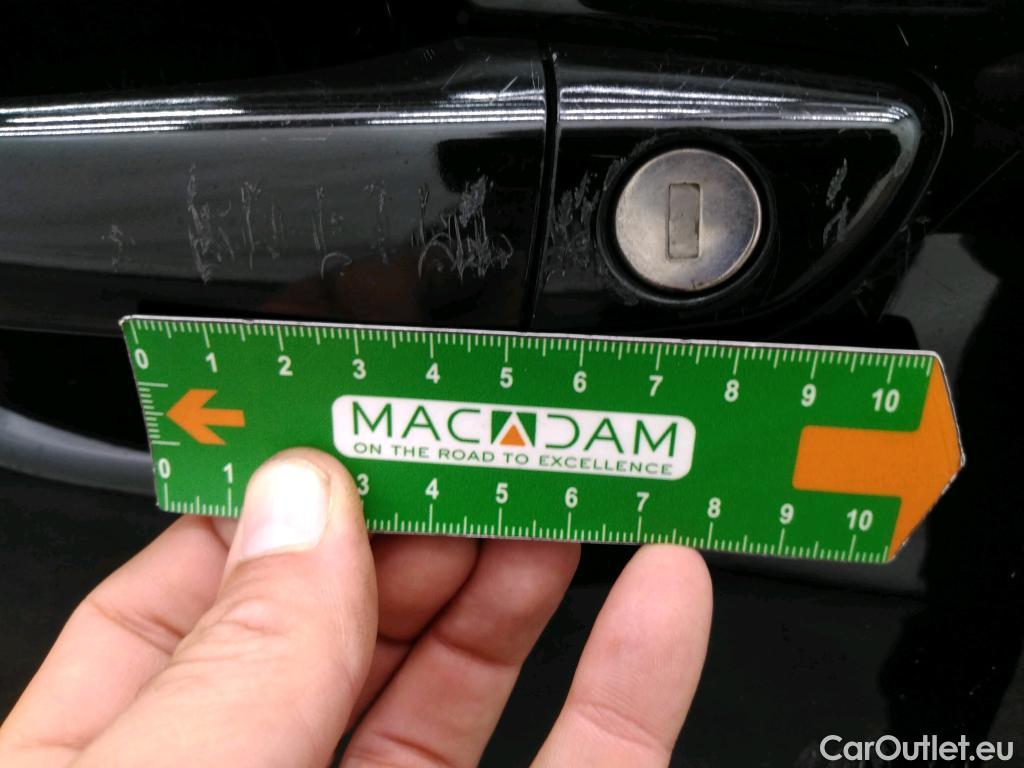 0 1 2 3 4 5 6 7 8 9 10
MACADAM
ON THE ROAD TO EXCELLENCE
0 1 3 4 5 6 7 8 9 10
CarOutlet.eu